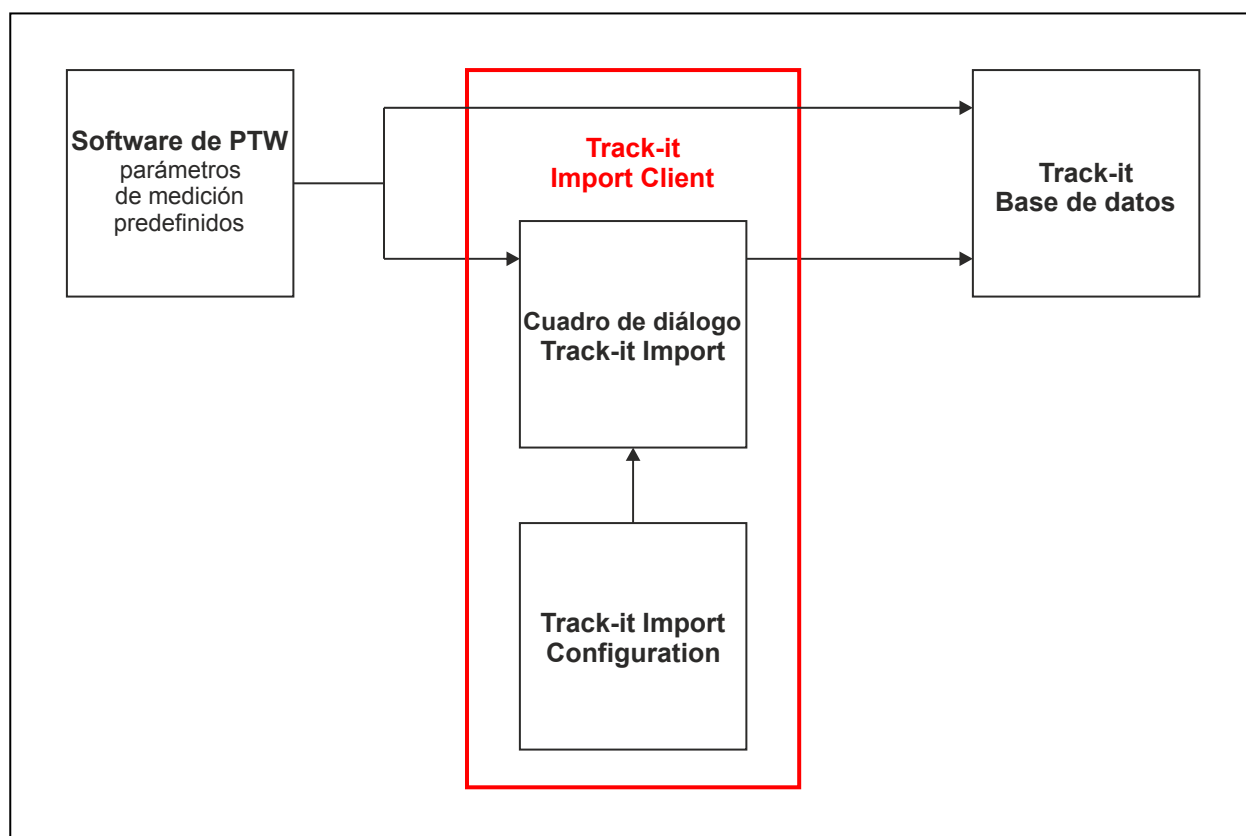 Software de PTW
parámetros
de medición
predefinidos
Track-it
Import Client
Track-it
Base de datos
Cuadro de diálogo
Track-it Import
Track-it Import
Configuration